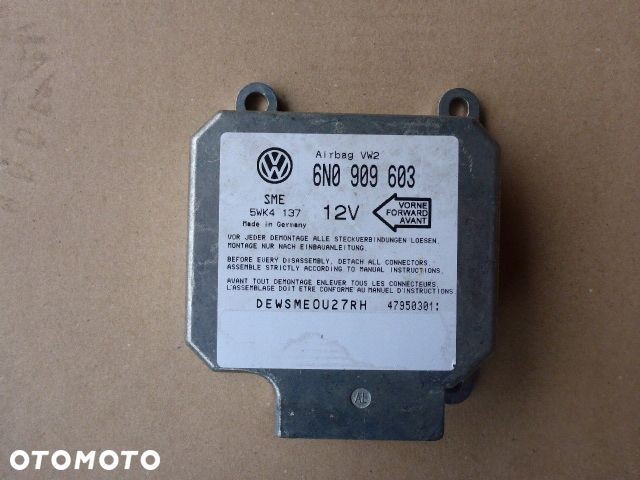 Airbag VW2
6N0 909 603
SME
5WK4 137
12V
VORNE
FORWARD
AVANT
Made in Germany
VOR JEDER DEMONTAGE ALLE STECKVERBINDUNGEN LOESEN.
MONTAGE NUR NACH EINBAUANLEITUNG.
BEFORE EVERY DISASSEMBLY, DETACH ALL CONNECTORS.
ASSEMBLE STRICTLY ACCORDING TO MANUAL INSTRUCTIONS.
AVANT TOUT DEMONTAGE ENLEVER TOUS LES CONNECTEURS.
L'ASSEMBLAGE DOIT ETRE CONFORME AU MANUEL D'INSTRUCTIONS
DEWSME0U27RH 47950301
AL
OTOMOTO